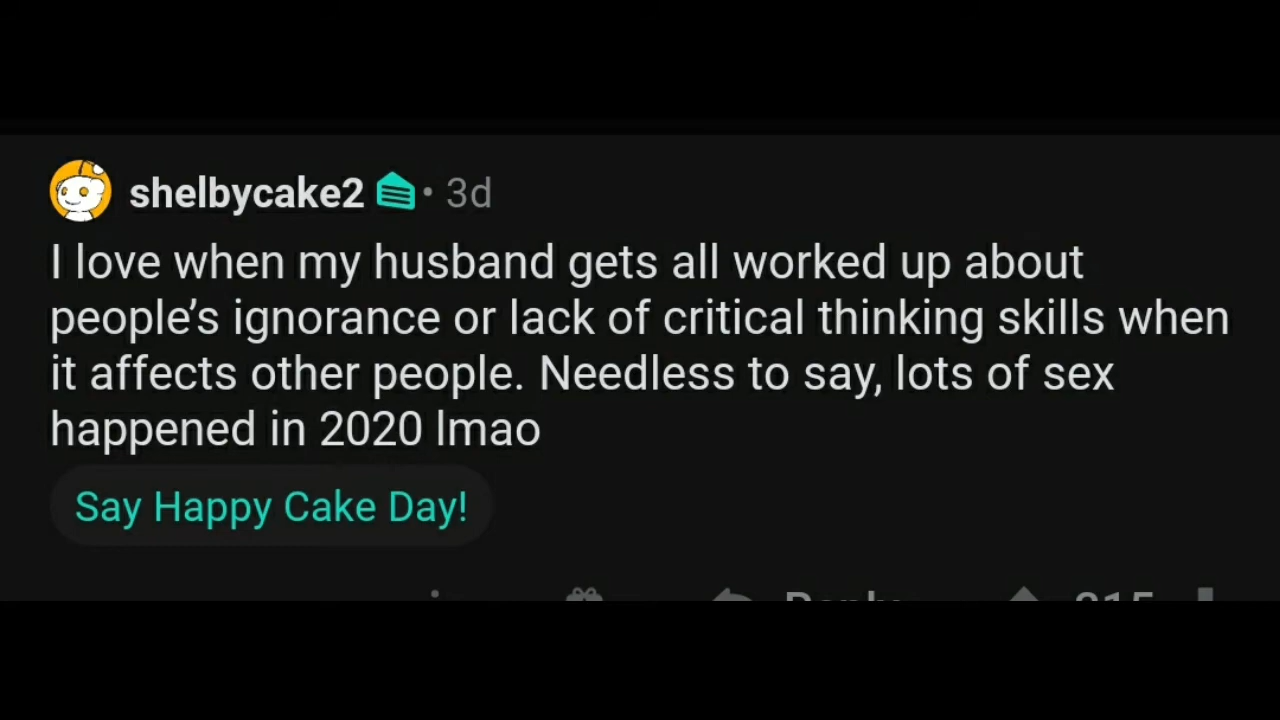 shelbycake2 • 3d
I love when my husband gets all worked up about
people’s ignorance or lack of critical thinking skills when
it affects other people. Needless to say, lots of sex
happened in 2020 lmao
Say Happy Cake Day!
Reply 315